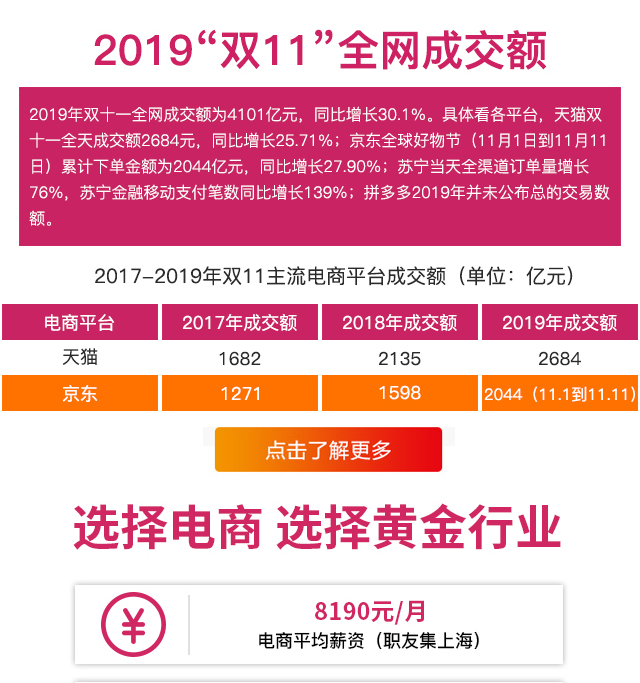 2019“双11”全网成交额
2019年双十一全网成交额为4101亿元，同比增长30.1%。具体看各平台，天猫双
十一全天成交额2684元，同比增长25.71%；京东全球好物节（11月1日到11月11
日）累计下单金额为2044亿元，同比增长27.90%；苏宁当天全渠道订单量增长
76%，苏宁金融移动支付笔数同比增长139%；拼多多2019年并未公布总的交易数
额。
2017-2019年双11主流电商平台成交额（单位：亿元）
电商平台 2017年成交额 2018年成交额 2019年成交额
天猫 1682 2135 2684
京东 1271 1598 2044（11.1到11.11）
点击了解更多
选择电商 选择黄金行业
¥ 8190元/月
电商平均薪资（职友集上海）